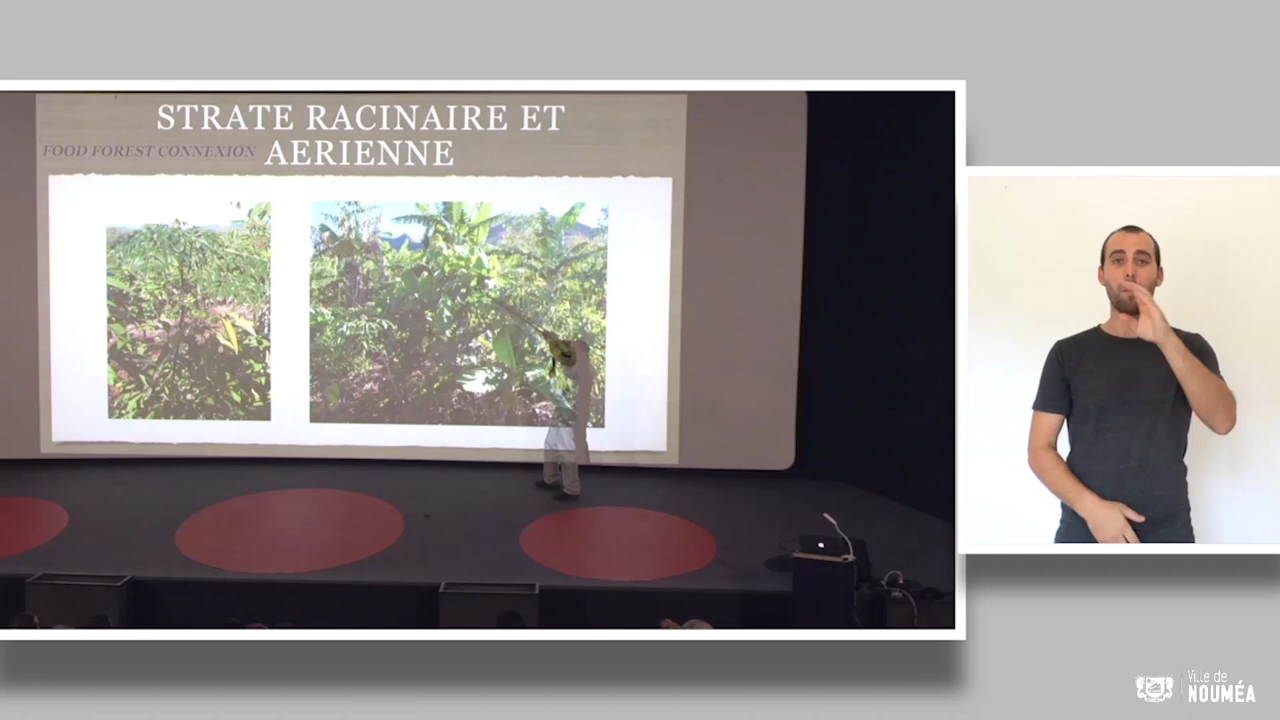 STRATE RACINAIRE ET
FOOD FOREST CONNEXION
AERIENNE
Ville de
NOUMÉA